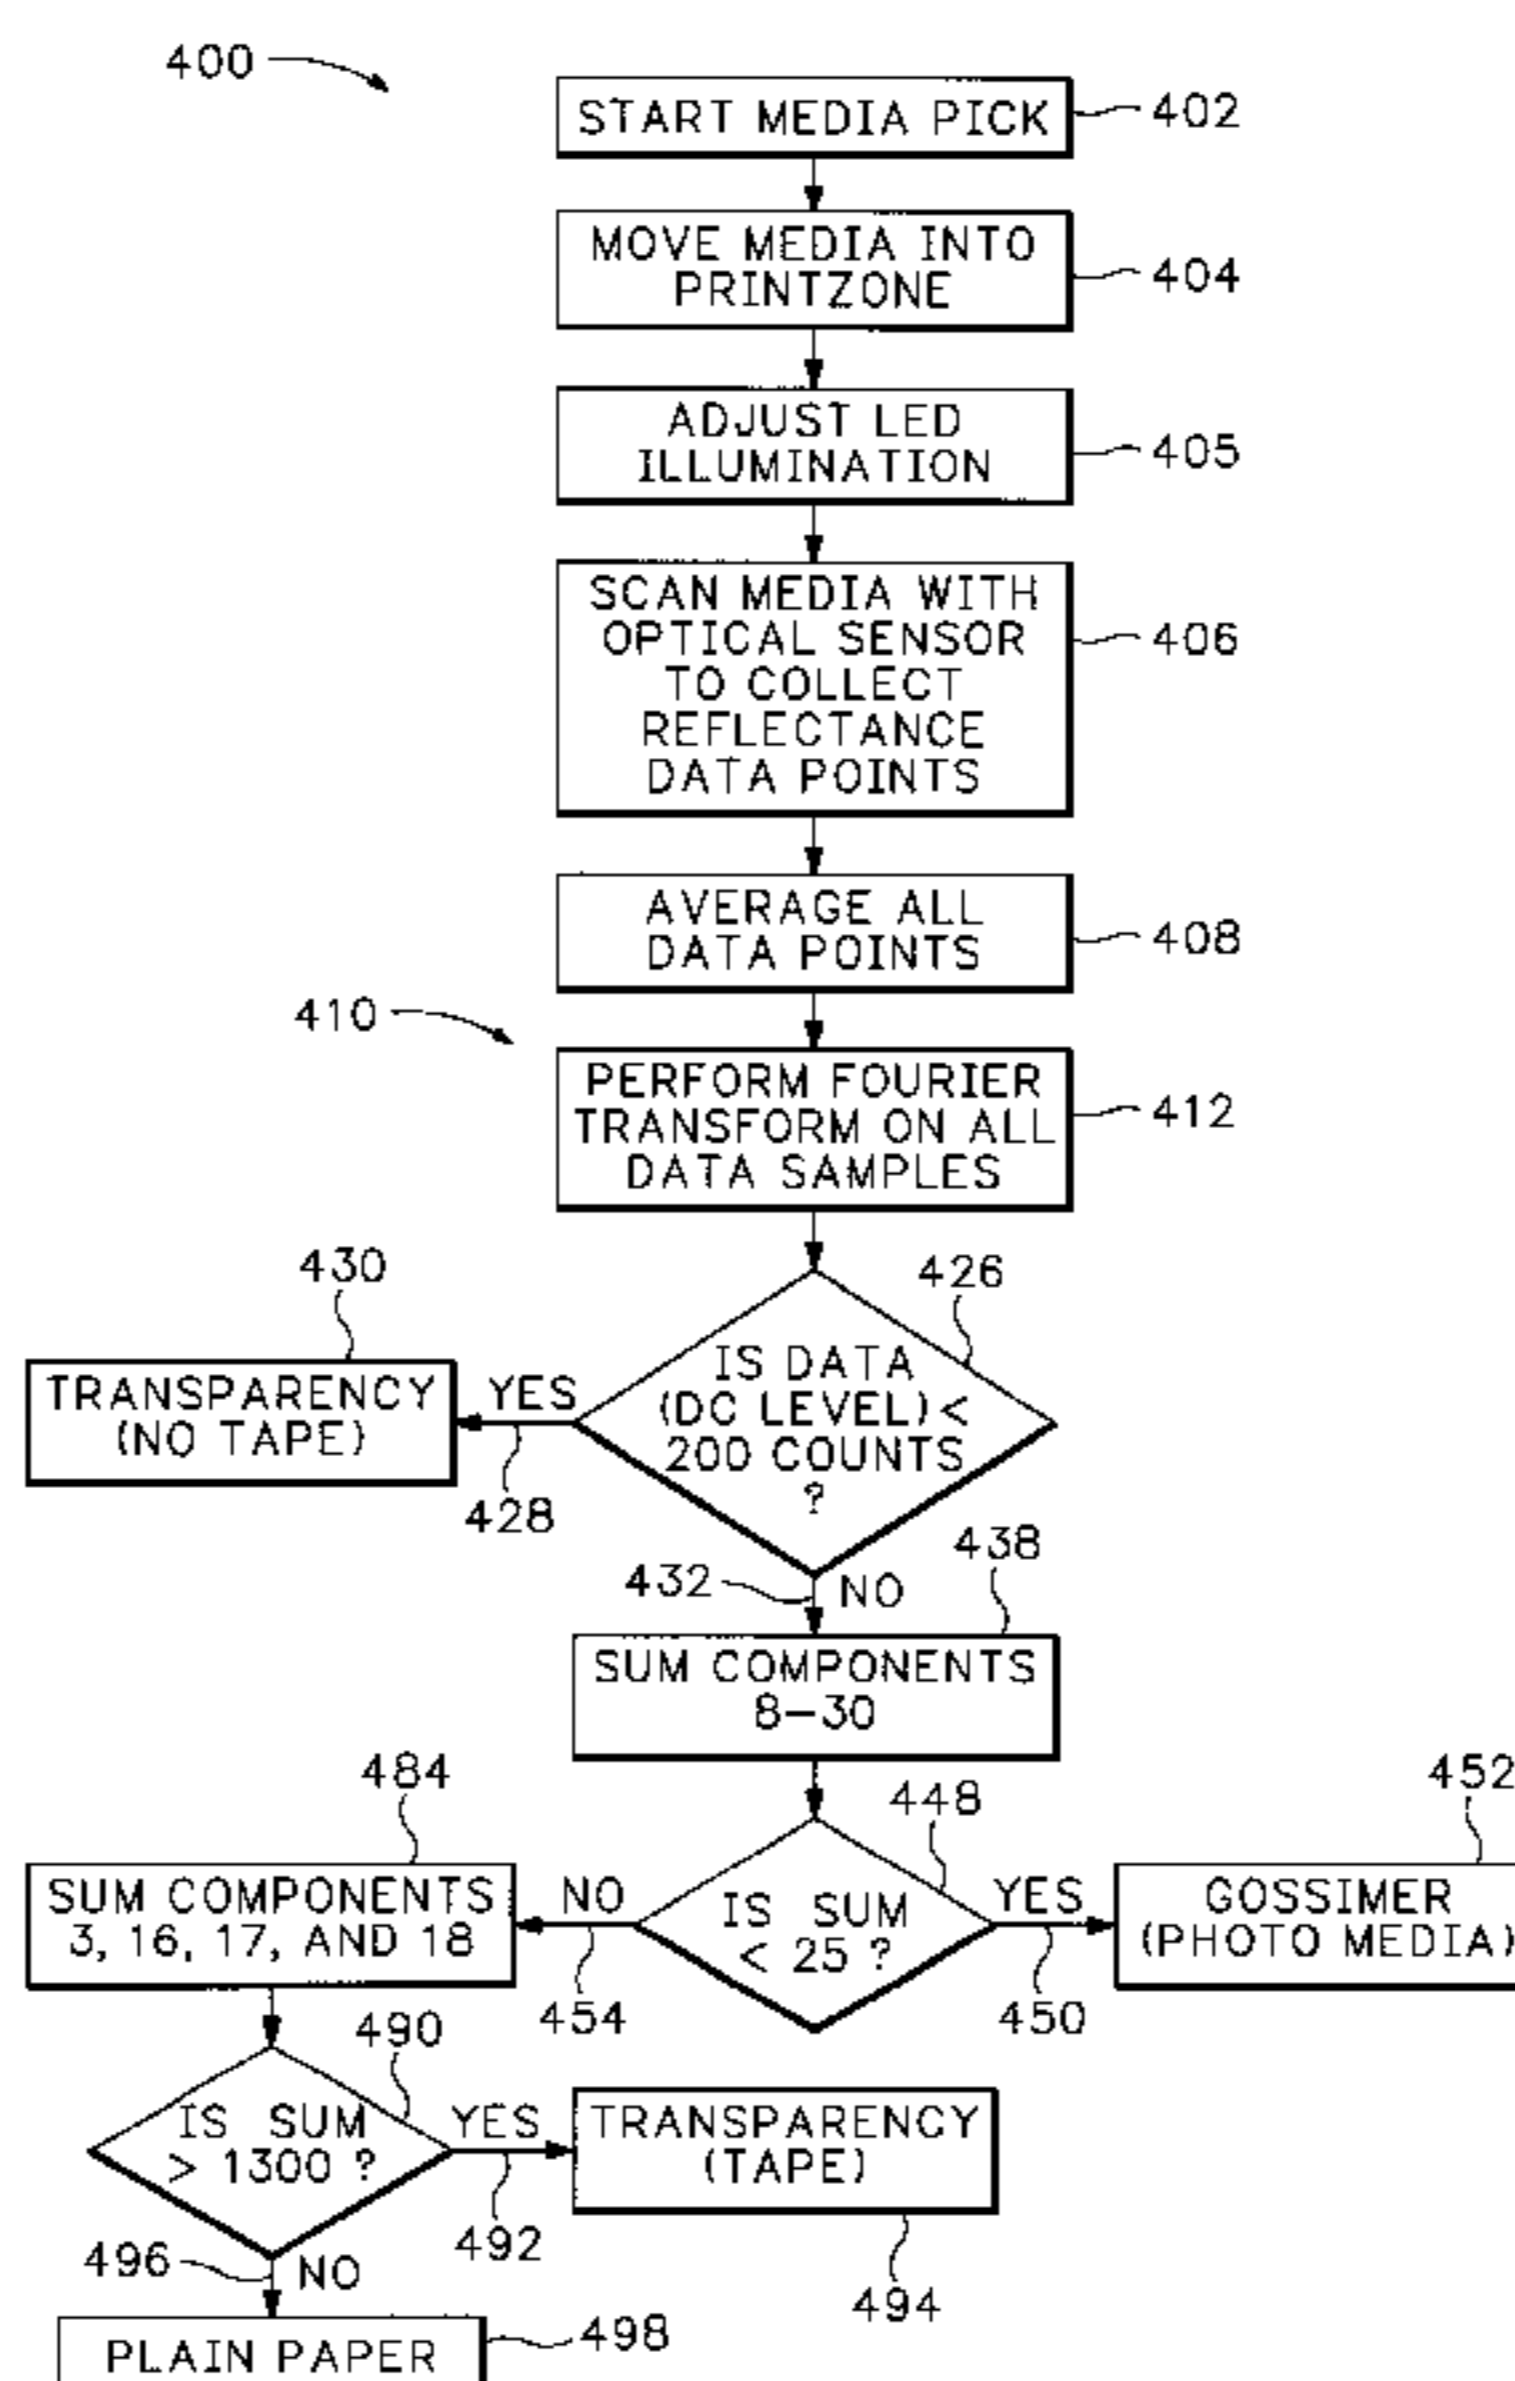 400
START MEDIA PICK
402
MOVE MEDIA INTO
PRINTZONE
404
ADJUST LED
ILLUMINATION
405
SCAN MEDIA WITH
OPTICAL SENSOR
TO COLLECT
REFLECTANCE
DATA POINTS
406
AVERAGE ALL
DATA POINTS
408
410
PERFORM FOURIER
TRANSFORM ON ALL
DATA SAMPLES
412
426
IS DATA
(DC LEVEL) <
200 COUNTS
?
YES
428
430
TRANSPARENCY
(NO TAPE)
432
NO
438
SUM COMPONENTS
8-30
448
IS SUM
< 25 ?
YES
450
452
GOSSIMER
(PHOTO MEDIA)
NO
454
484
SUM COMPONENTS
3, 16, 17, AND 18
490
IS SUM
> 1300 ?
YES
492
TRANSPARENCY
(TAPE)
494
496
NO
PLAIN PAPER
498